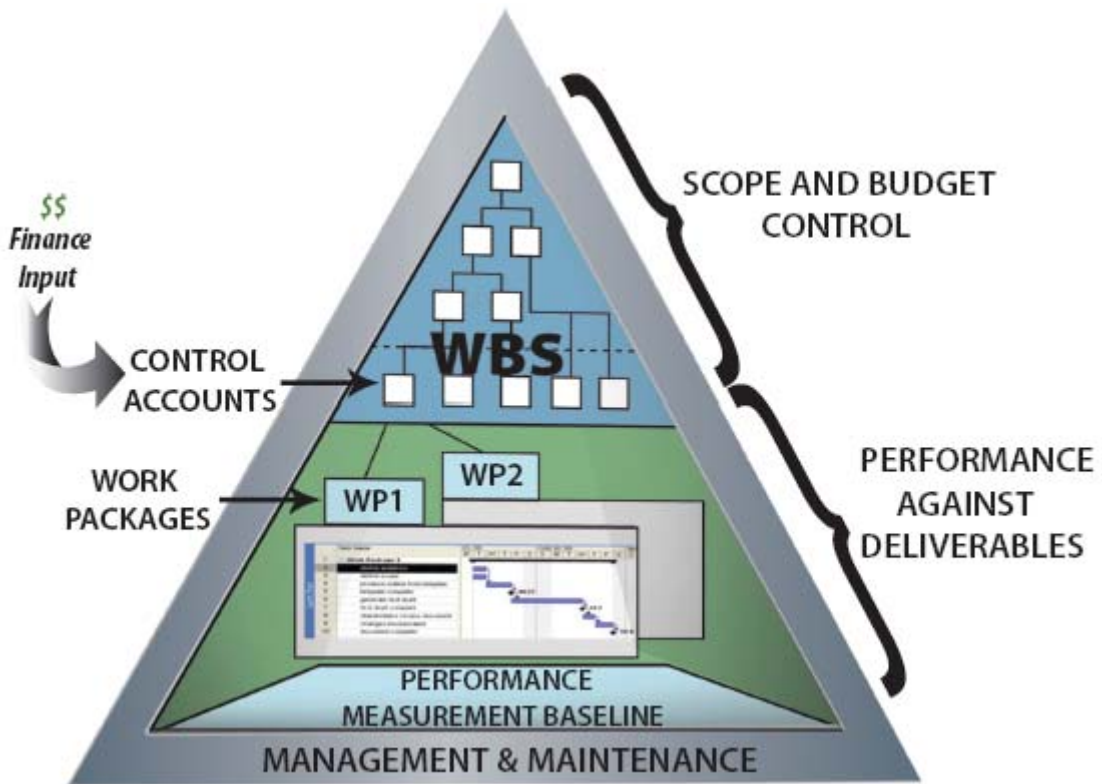 SCOPE AND BUDGET
CONTROL
$$
Finance
Input
WBS
CONTROL
ACCOUNTS
WORK
PACKAGES
WP1
WP2
PERFORMANCE
AGAINST
DELIVERABLES
PERFORMANCE
MEASUREMENT BASELINE
MANAGEMENT & MAINTENANCE